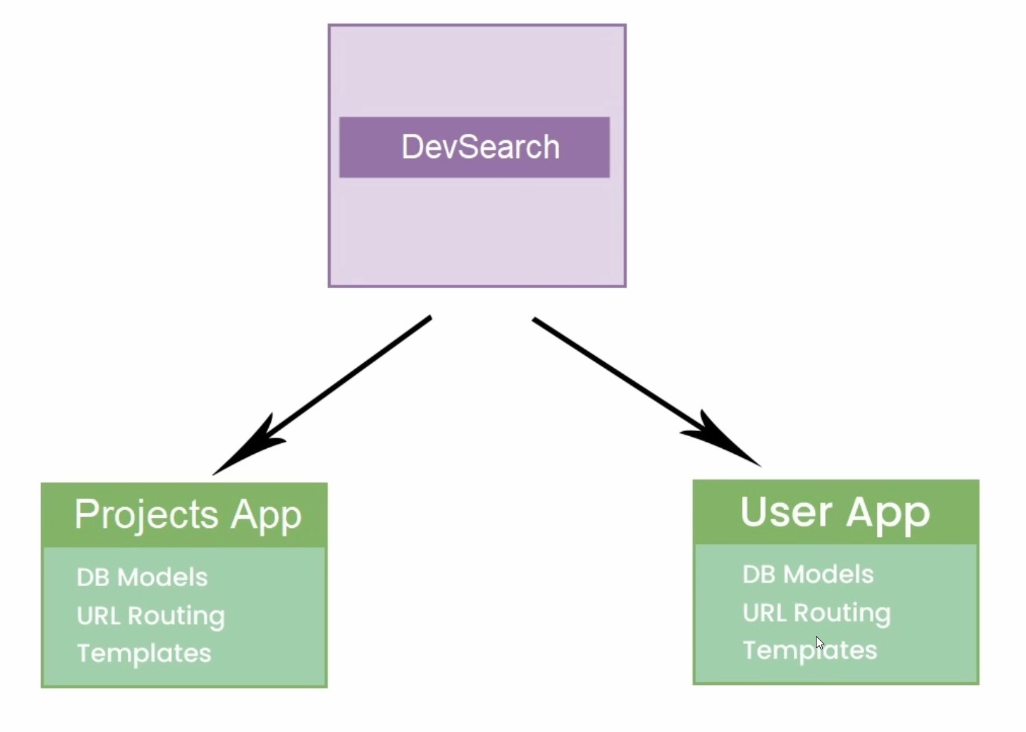 DevSearch
Projects App
DB Models
URL Routing
Templates
User App
DB Models
URL Routing
Templates